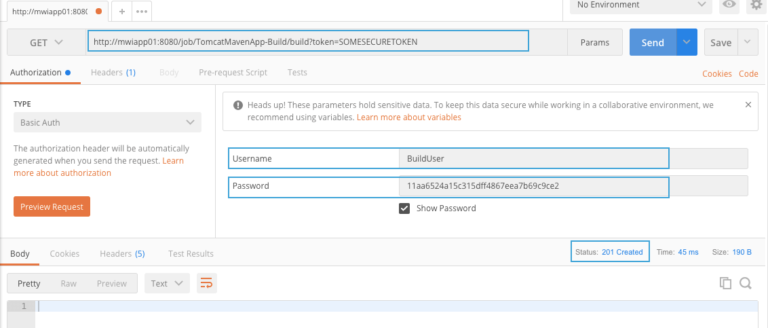 http://mwiapp01:8080/
No Environment
GET
http://mwiapp01:8080/job/TomcatMavenApp-Build/build?token=SOMESECURETOKEN
Params
Send
Save
Authorization
Headers (1)
Body
Pre-request Script
Tests
Cookies
Code
TYPE
Basic Auth
The authorization header will be automatically
generated when you send the request. Learn
more about authorization
Preview Request
Heads up! These parameters hold sensitive data. To keep this data secure while working in a collaborative environment, we
recommend using variables. Learn more about variables
Username
BuildUser
Password
11aa6524a15c315dff4867eea7b69c9ce2
Show Password
Body
Cookies
Headers (5)
Test Results
Status: 201 Created
Time: 45 ms
Size: 190 B
Pretty
Raw
Preview
Text
1